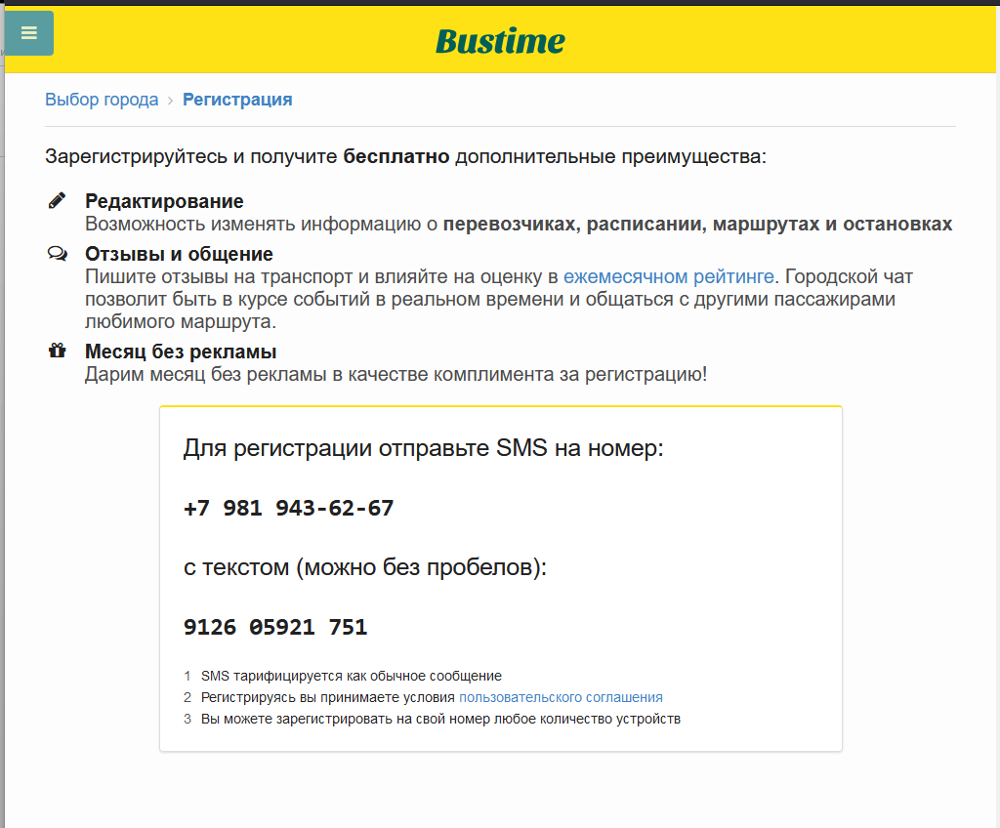 Bustime
Выбор города › Регистрация
Зарегистрируйтесь и получите бесплатно дополнительные преимущества:
Редактирование
Возможность изменять информацию о перевозчиках, расписании, маршрутах и остановках
Отзывы и общение
Пишите отзывы на транспорт и влияйте на оценку в ежемесячном рейтинге. Городской чат
позволит быть в курсе событий в реальном времени и общаться с другими пассажирами
любимого маршрута.
Месяц без рекламы
Дарим месяц без рекламы в качестве комплимента за регистрацию!
Для регистрации отправьте SMS на номер:
+7 981 943-62-67
с текстом (можно без пробелов):
9126 05921 751
1 SMS тарифицируется как обычное сообщение
2 Регистрируясь вы принимаете условия пользовательского соглашения
3 Вы можете зарегистрировать на свой номер любое количество устройств